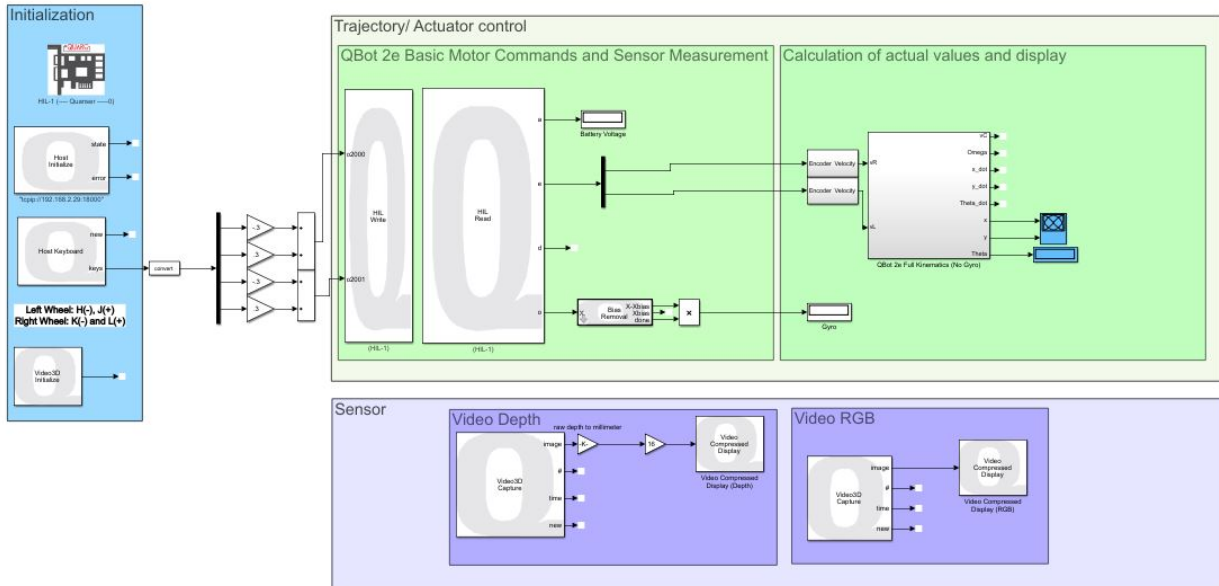 Initialization
HIL-1 (---- Quanser -----0)
state
Host
Initialize
error
"tcpip://192.168.2.29:18000"
new
Host Keyboard
keys
Left Wheel: H(-), J(+)
Right Wheel: K(-) and L(+)
Video3D
Initialize
convert
-.3
.3
-.3
.3
+
+
+
+
Trajectory/ Actuator control
QBot 2e Basic Motor Commands and Sensor Measurement
o2000
HIL
Write
o2001
(HIL-1)
a
e
HIL
Read
d
o
(HIL-1)
Battery Voltage
X
Bias
Removal
X-Xbias
Xbias
done
×
Calculation of actual values and display
Encoder Velocity
Encoder Velocity
vR
vL
vC
Omega
x_dot
y_dot
Theta_dot
x
y
Theta
QBot 2e Full Kinematics (No Gyro)
Gyro
Sensor
Video Depth
raw depth to millimeter
image
-K-
16
#
Video3D
Capture
time
new
Video
Compressed
Display
Video Compressed
Display (Depth)
Video RGB
image
#
Video3D
Capture
time
new
Video
Compressed
Display
Video Compressed
Display (RGB)